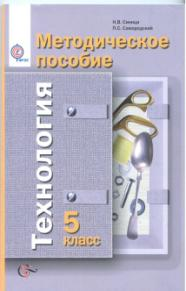 Н.В. Синица
П.С. Самородский
Методическое
пособие
Технология
5 класс